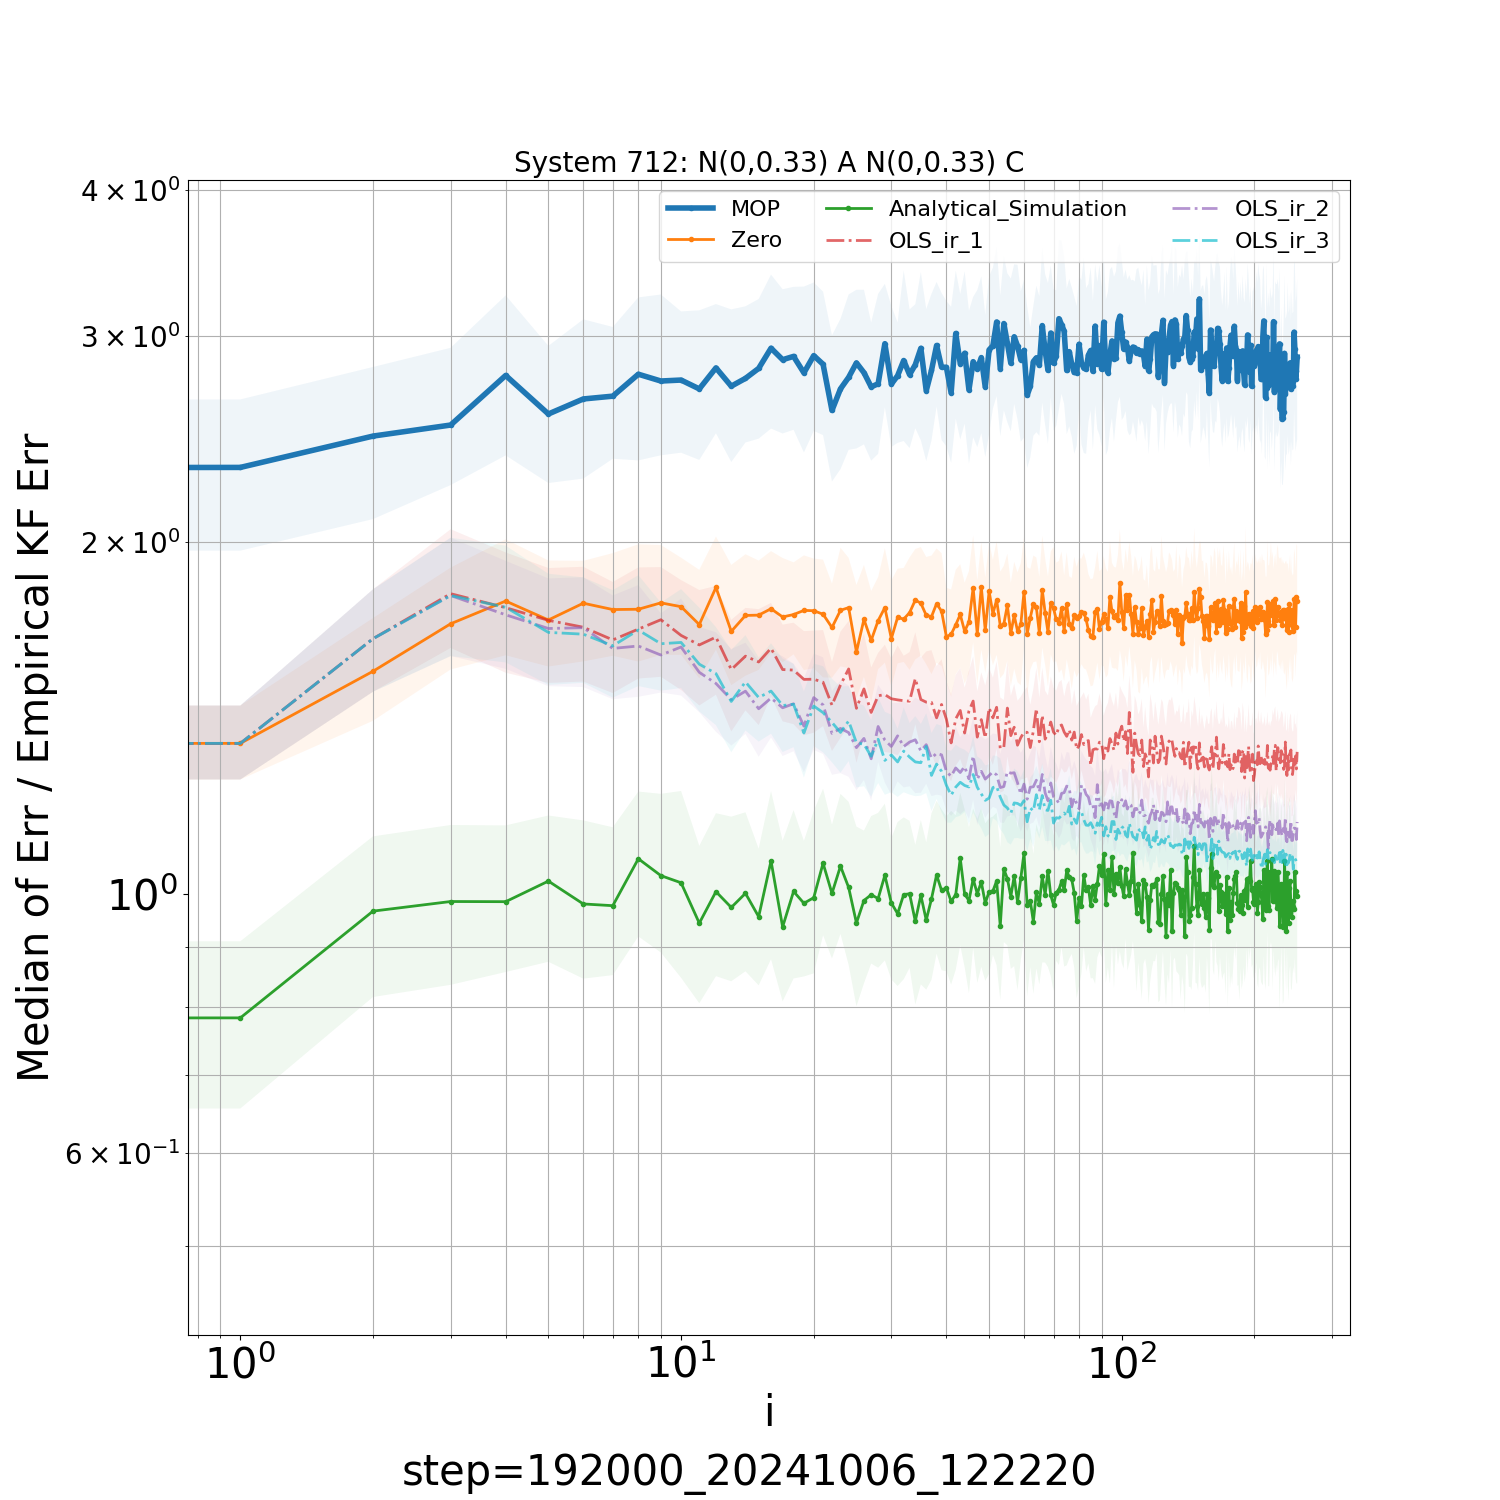 System 712: N(0,0.33) A N(0,0.33) C
MOP
Zero
Analytical_Simulation
OLS_ir_1
OLS_ir_2
OLS_ir_3
4 × 10⁰
3 × 10⁰
2 × 10⁰
10⁰
6 × 10⁻¹
Median of Err / Empirical KF Err
10⁰ 10¹ 10²
i
step=192000_20241006_122220